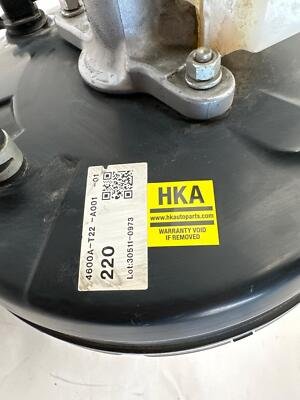 4600A-T22 -A001 -01
220
Lot:30511-0973
HKA
www.hkautoparts.com
WARRANTY VOID
IF REMOVED